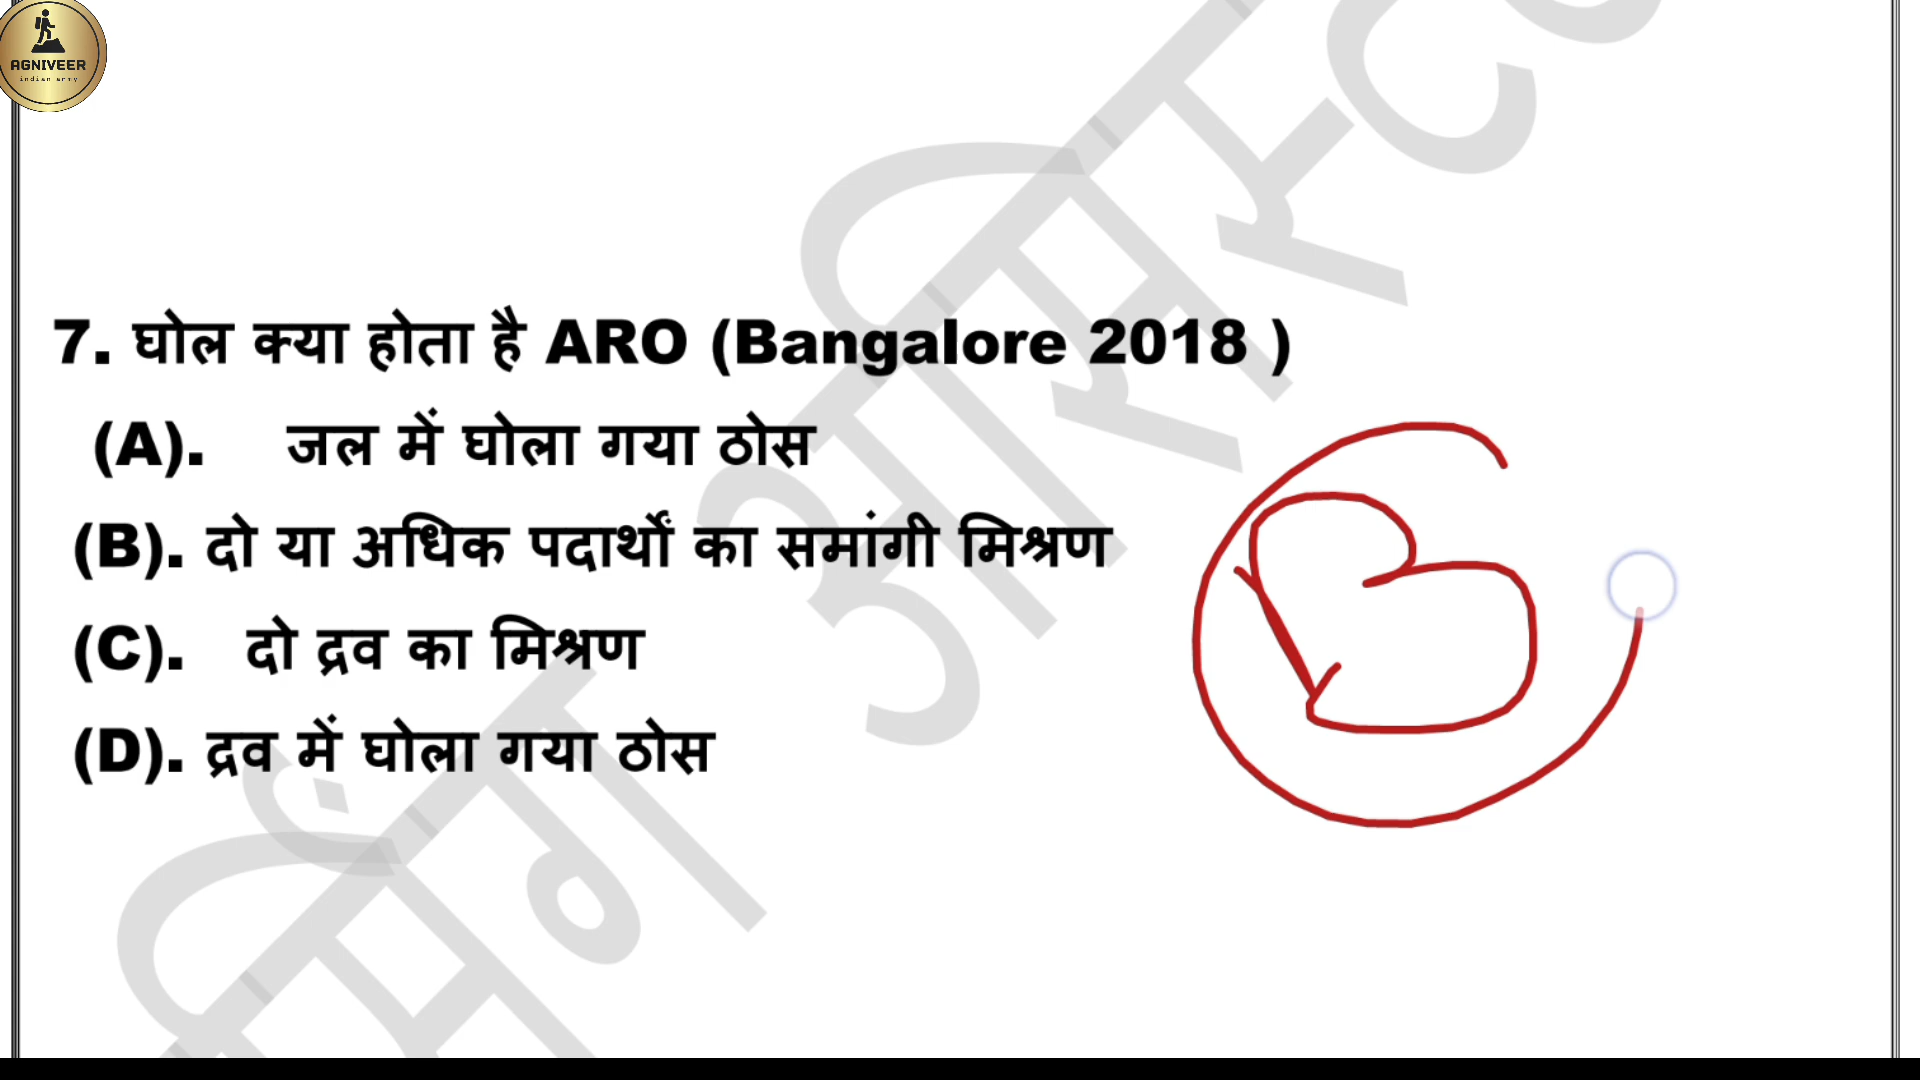 AGNIVEER
indian army
7. घोल क्या होता है ARO (Bangalore 2018 )
(A). जल में घोला गया ठोस
(B). दो या अधिक पदार्थों का समांगी मिश्रण
(C). दो द्रव का मिश्रण
(D). द्रव में घोला गया ठोस
B